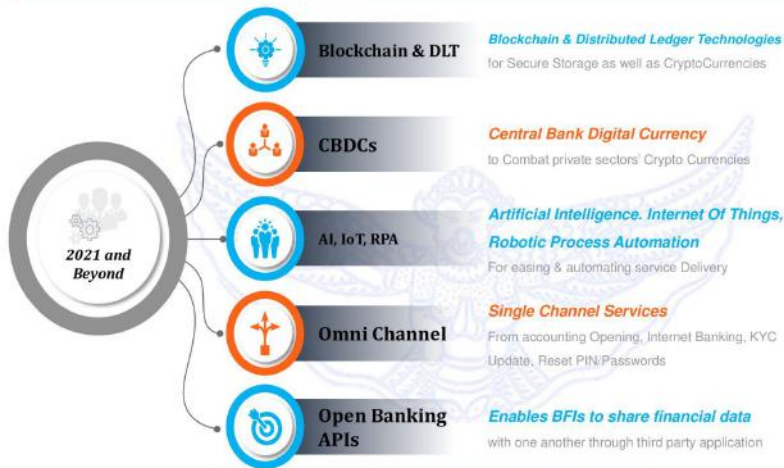 Blockchain & DLT
Blockchain & Distributed Ledger Technologies
for Secure Storage as well as CryptoCurrencies
CBDCs
Central Bank Digital Currency
to Combat private sectors' Crypto Currencies
2021 and
Beyond
AI, IoT, RPA
Artificial Intelligence. Internet Of Things,
Robotic Process Automation
For easing & automating service Delivery
Omni Channel
Single Channel Services
From accounting Opening, Internet Banking, KYC
Update, Reset PIN/Passwords
Open Banking
APIs
Enables BFIs to share financial data
with one another through third party application